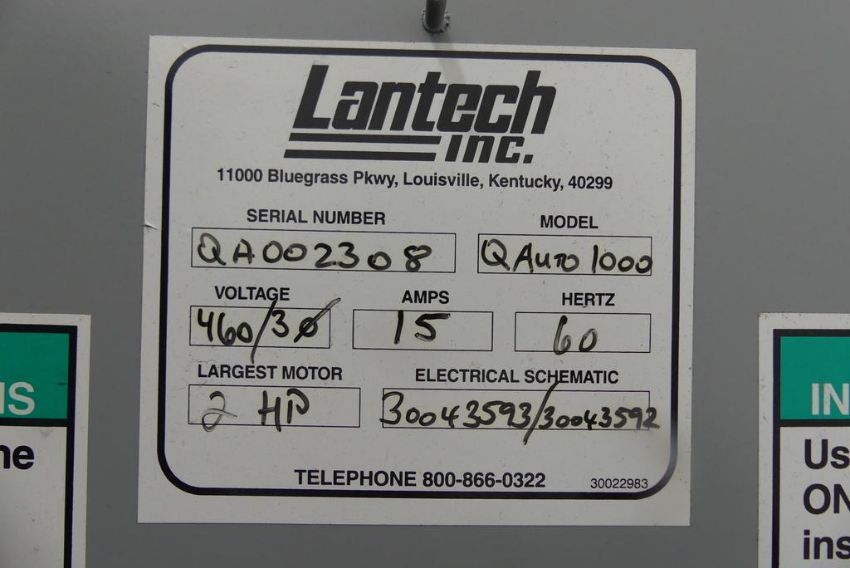 Lantech
inc.
11000 Bluegrass Pkwy, Louisville, Kentucky, 40299
SERIAL NUMBER MODEL
QA002308 QAuto1000
VOLTAGE AMPS HERTZ
460/3ø 15 60
LARGEST MOTOR ELECTRICAL SCHEMATIC
2 HP 30043593/30043592
TELEPHONE 800-866-0322 30022983
NS
ne
IN
Us
ON
ins